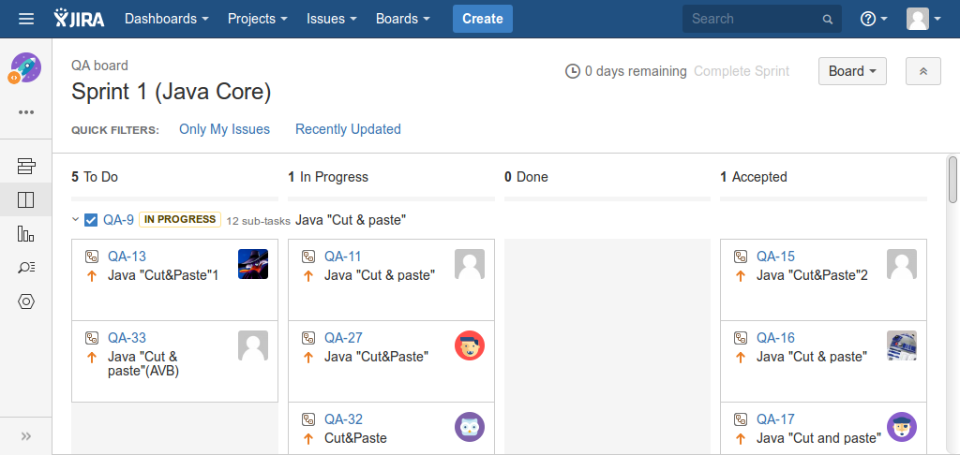 JIRA Dashboards Projects Issues Boards Create Search
QA board
0 days remaining Complete Sprint Board
Sprint 1 (Java Core)
QUICK FILTERS: Only My Issues Recently Updated
5 To Do 1 In Progress 0 Done 1 Accepted
QA-9 IN PROGRESS 12 sub-tasks Java "Cut & paste"
QA-13
Java "Cut&Paste"1
QA-33
Java "Cut &
paste"(AVB)
QA-11
Java "Cut & paste"
QA-27
Java "Cut&Paste"
QA-32
Cut&Paste
QA-15
Java "Cut&Paste"2
QA-16
Java "Cut & paste"
QA-17
Java "Cut and paste"